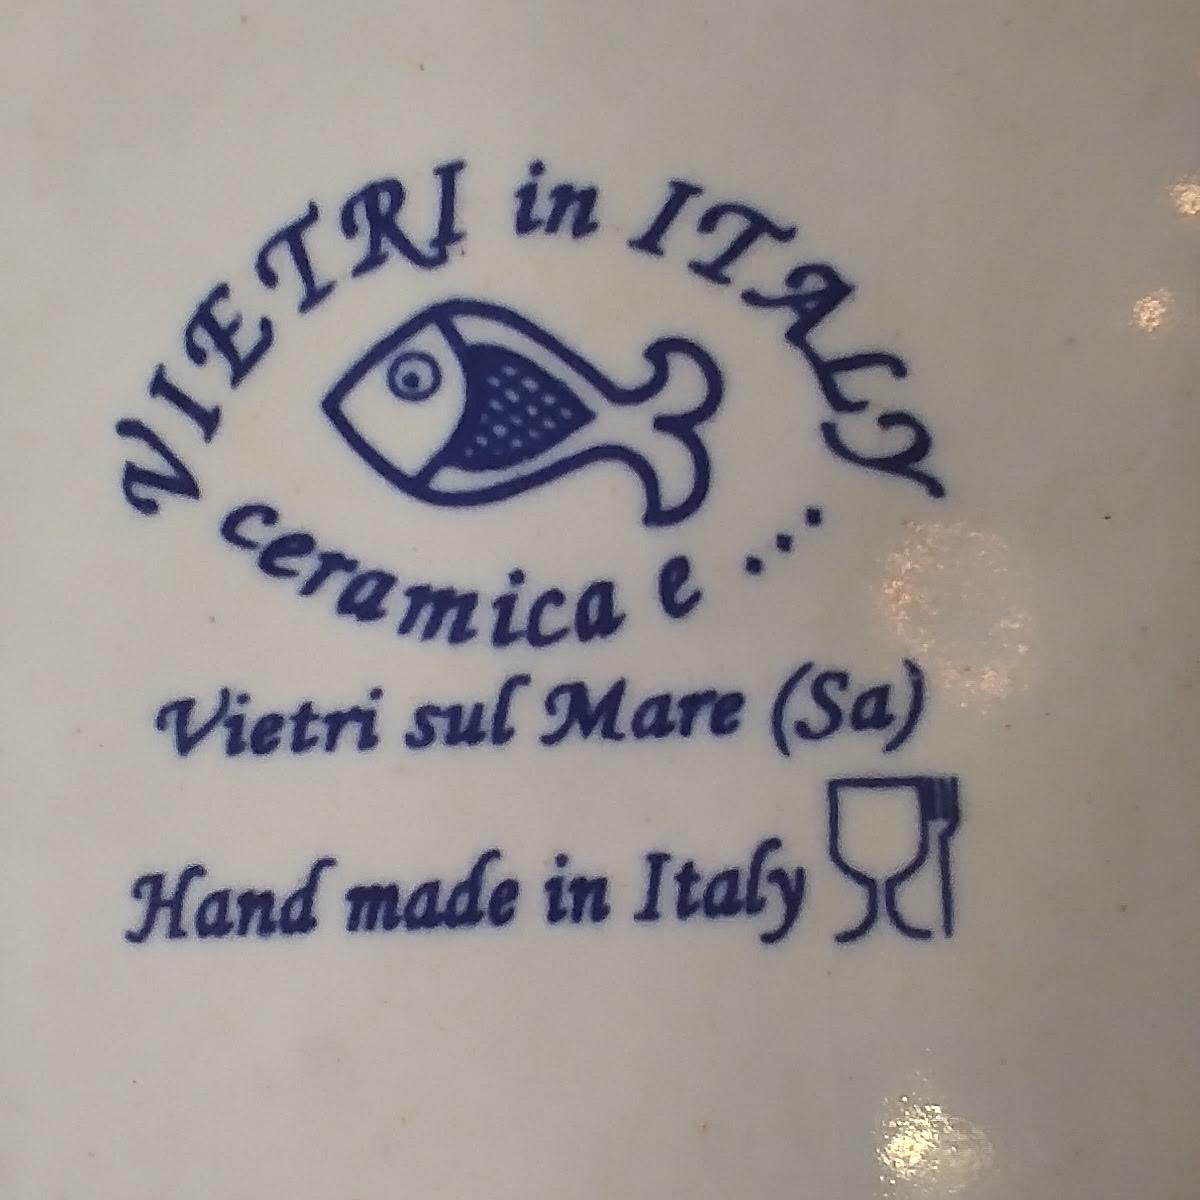 VIETRI in ITALY
ceramica e ...
Vietri sul Mare (Sa)
Hand made in Italy